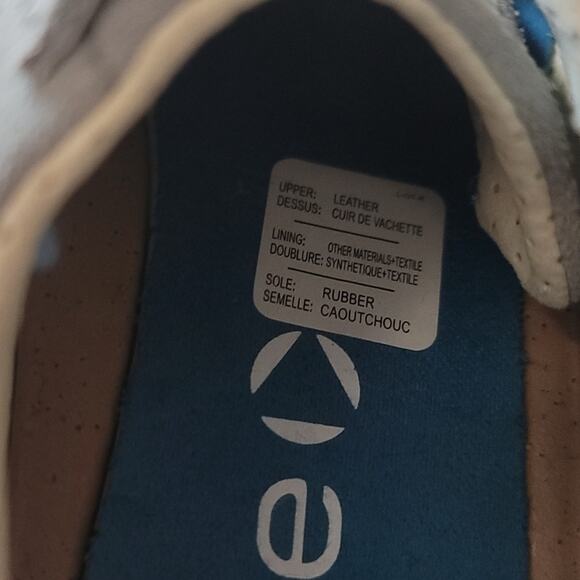 UPPER: LEATHER
DESSUS: CUIR DE VACHETTE
LINING: OTHER MATERIALS+TEXTILE
DOUBLURE: SYNTHETIQUE+TEXTILE
SOLE: RUBBER
SEMELLE: CAOUTCHOUC
e